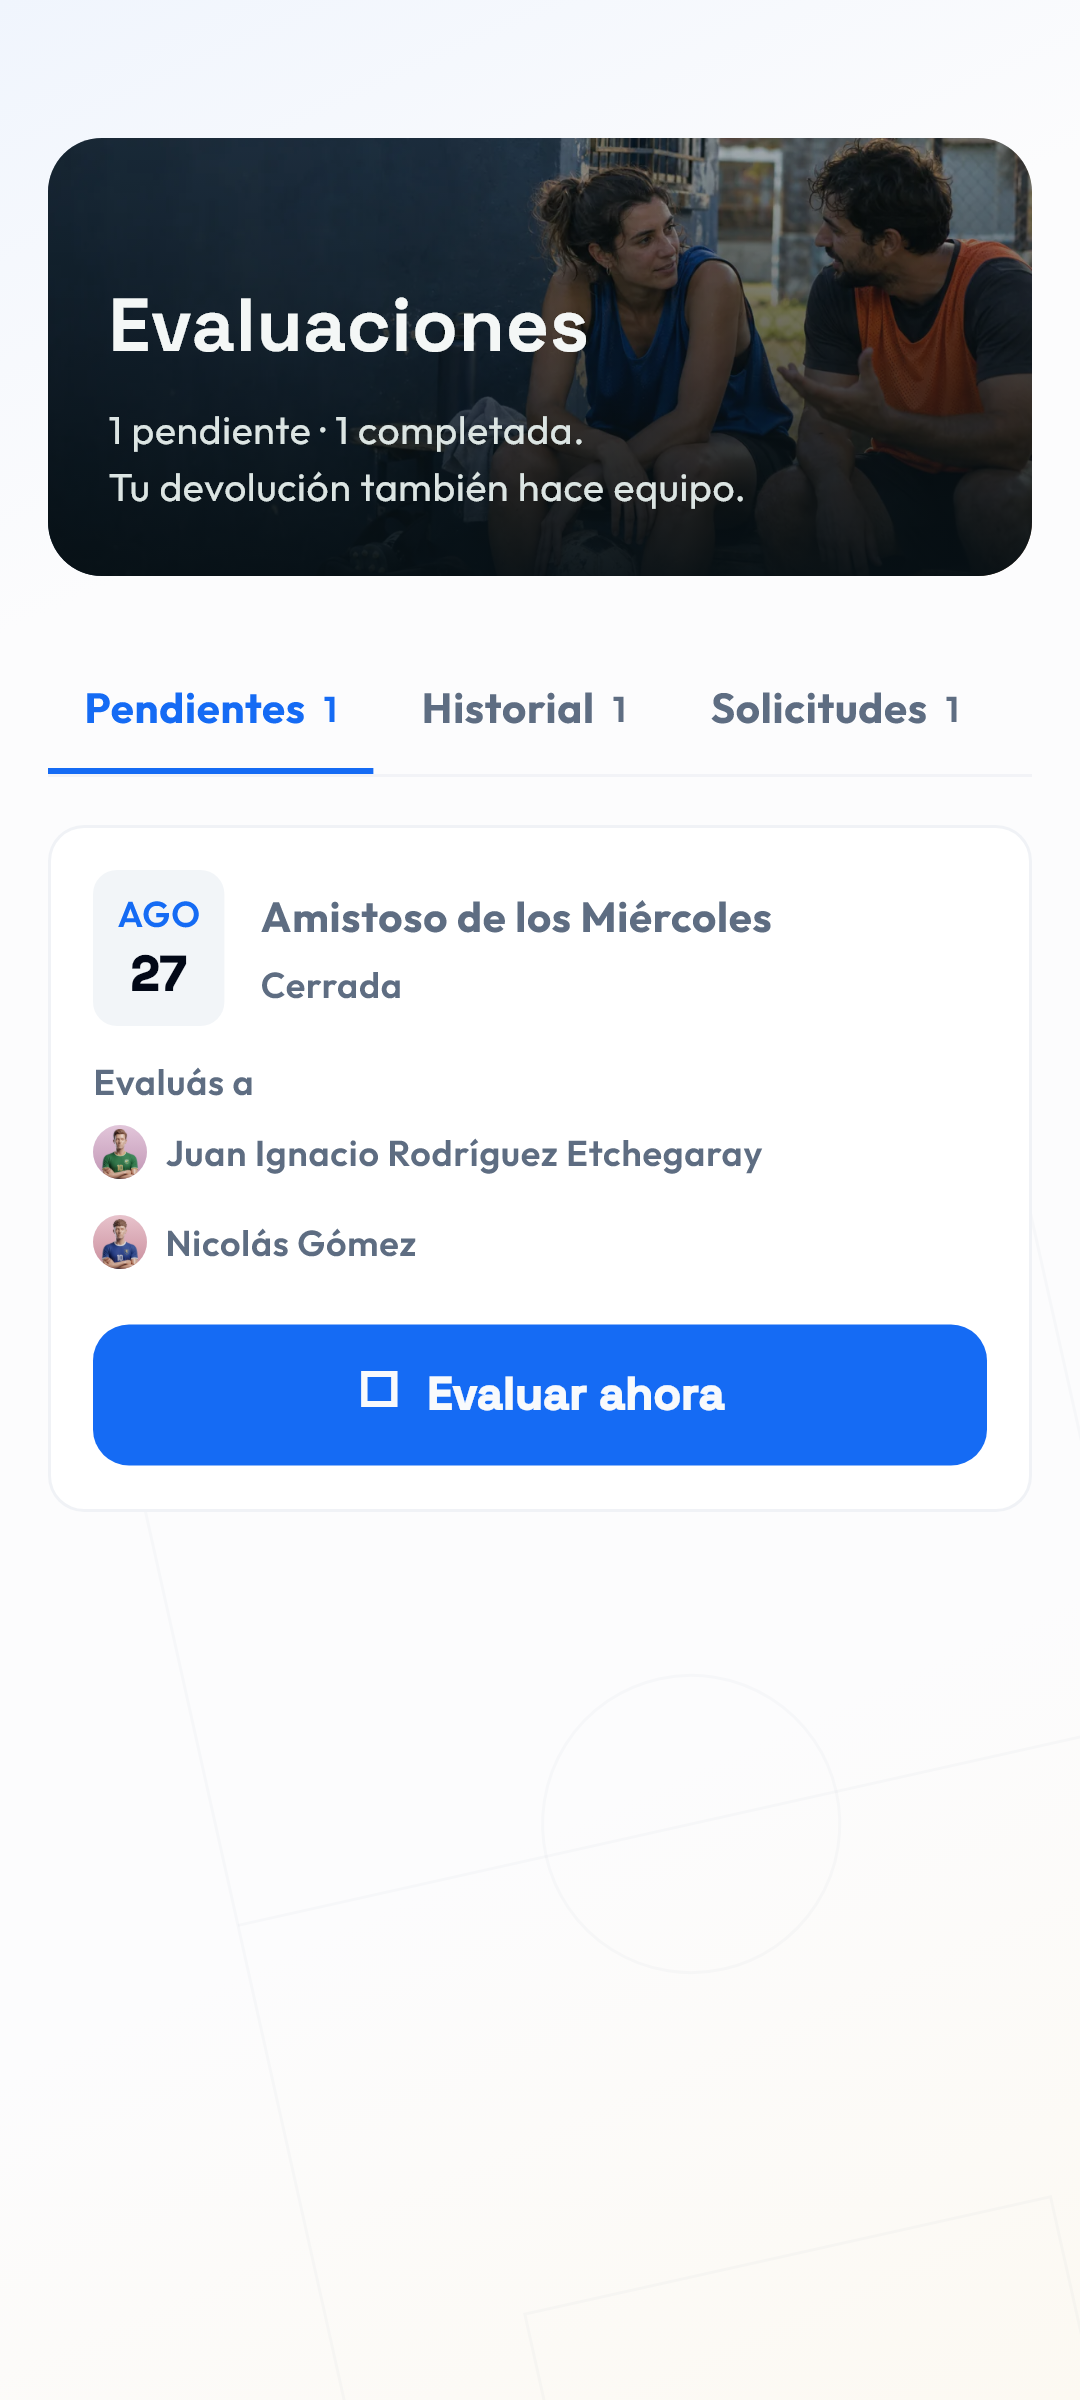 Evaluaciones
1 pendiente · 1 completada.
Tu devolución también hace equipo.
Pendientes 1
Historial 1
Solicitudes 1
AGO
27
Amistoso de los Miércoles
Cerrada
Evaluás a
Juan Ignacio Rodríguez Etchegaray
Nicolás Gómez
Evaluar ahora